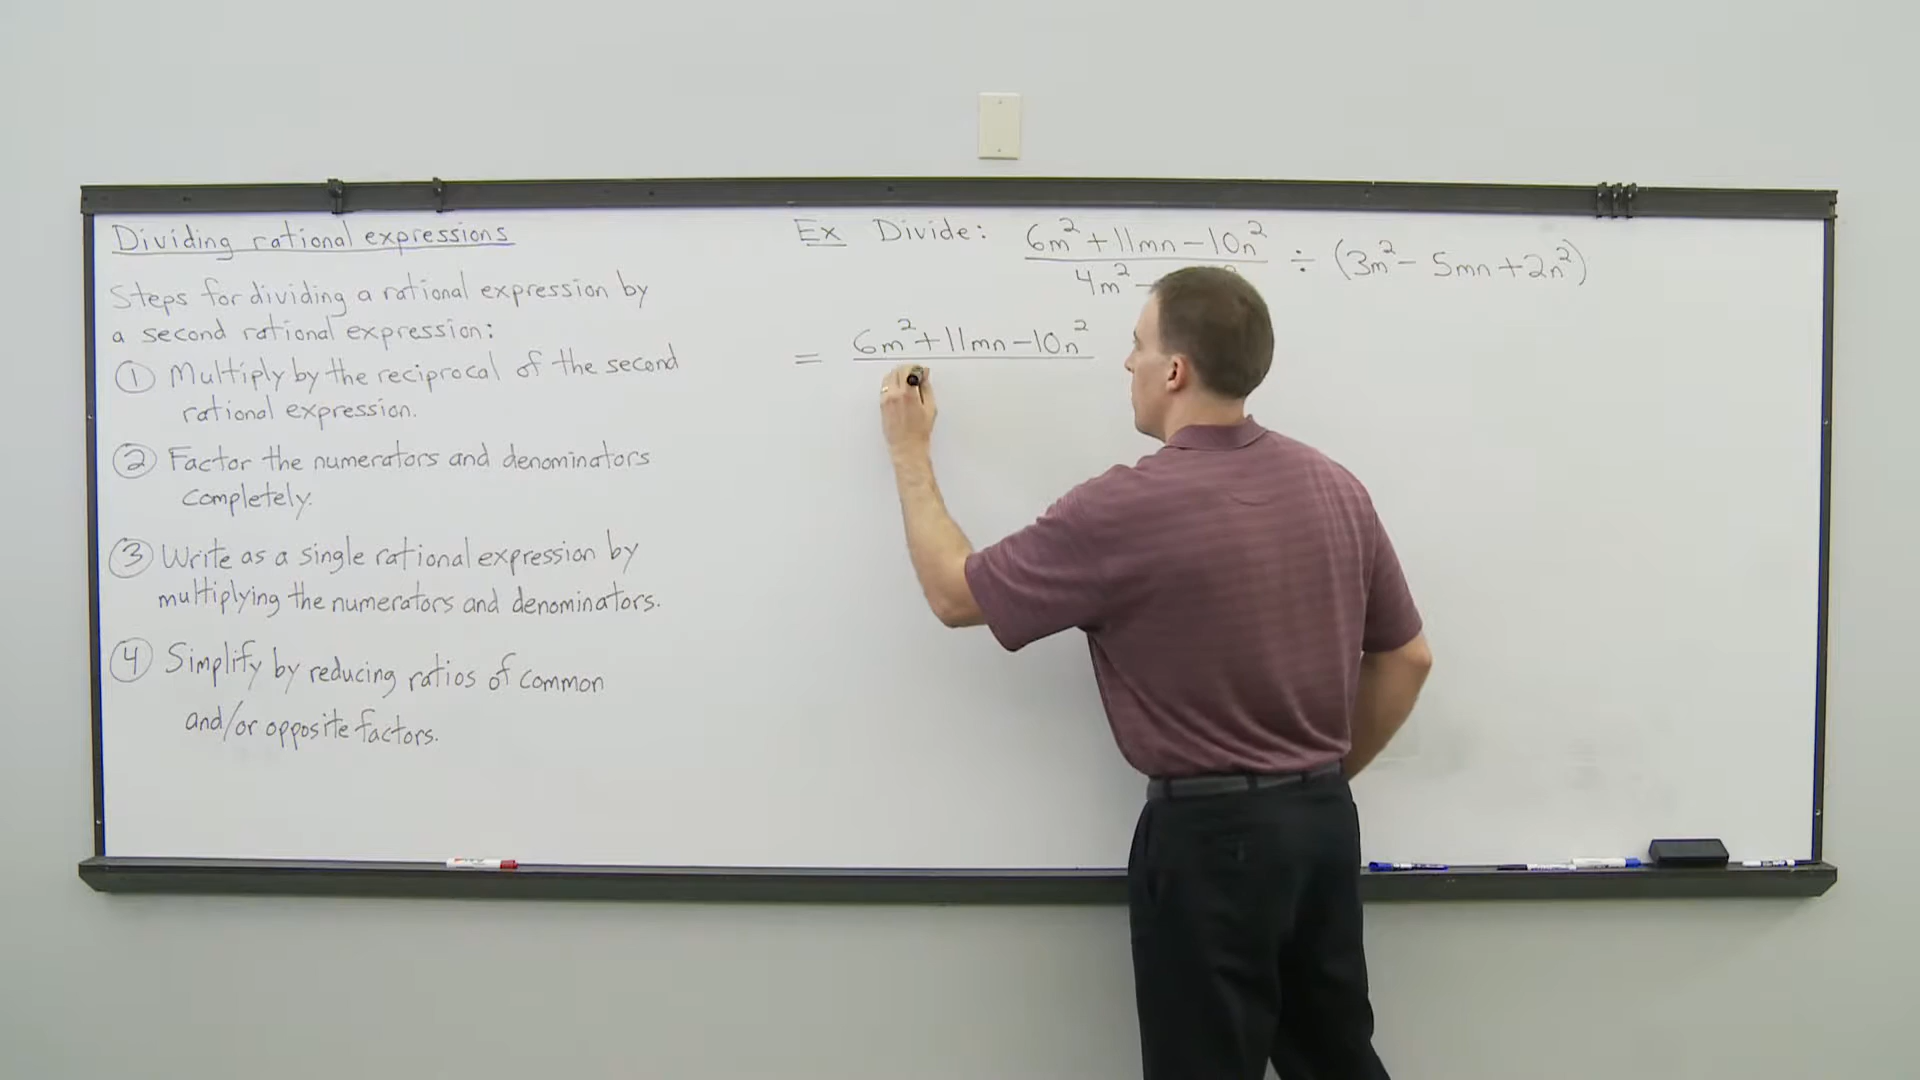 Dividing rational expressions
Steps for dividing a rational expression by
a second rational expression:
① Multiply by the reciprocal of the second
rational expression.
② Factor the numerators and denominators
completely.
③ Write as a single rational expression by
multiplying the numerators and denominators.
④ Simplify by reducing ratios of common
and/or opposite factors.
Ex Divide: 6m² + 11mn − 10n² ÷ (3m² − 5mn + 2n²)
4m² −
= 6m² + 11mn − 10n²